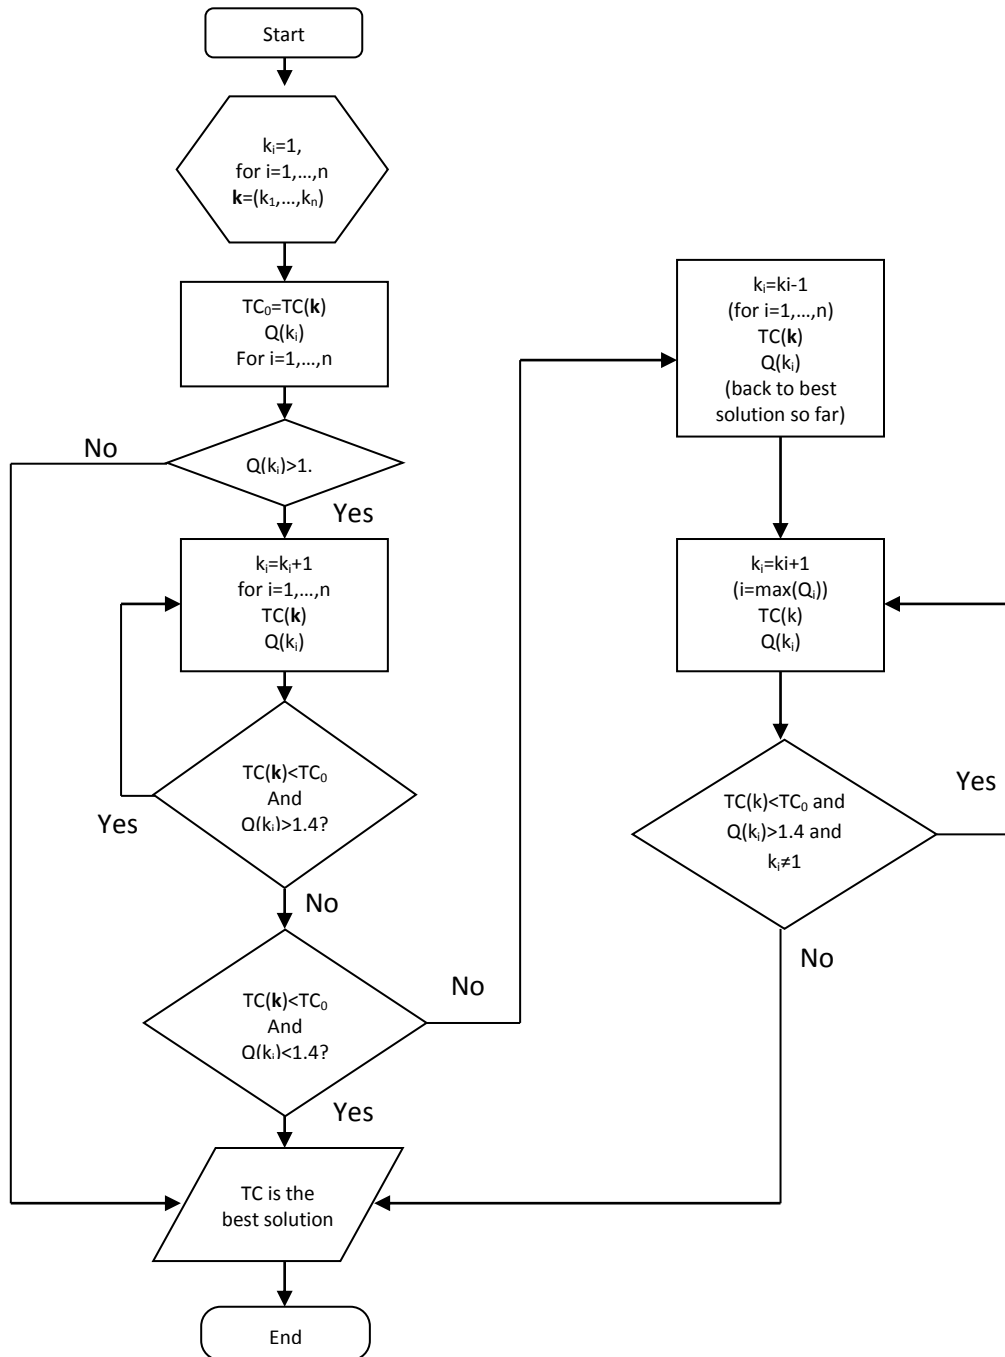 Start
kᵢ=1,
for i=1,...,n
k=(k₁,...,kₙ)
TC₀=TC(k)
Q(kᵢ)
For i=1,...,n
No
Q(kᵢ)>1.
Yes
kᵢ=kᵢ+1
for i=1,...,n
TC(k)
Q(kᵢ)
TC(k)<TC₀
And
Q(kᵢ)>1.4?
Yes
No
TC(k)<TC₀
And
Q(kᵢ)<1.4?
No
Yes
TC is the
best solution
End
kᵢ=ki-1
(for i=1,...,n)
TC(k)
Q(kᵢ)
(back to best
solution so far)
kᵢ=ki+1
(i=max(Qᵢ))
TC(k)
Q(kᵢ)
TC(k)<TC₀ and
Q(kᵢ)>1.4 and
kᵢ≠1
Yes
No